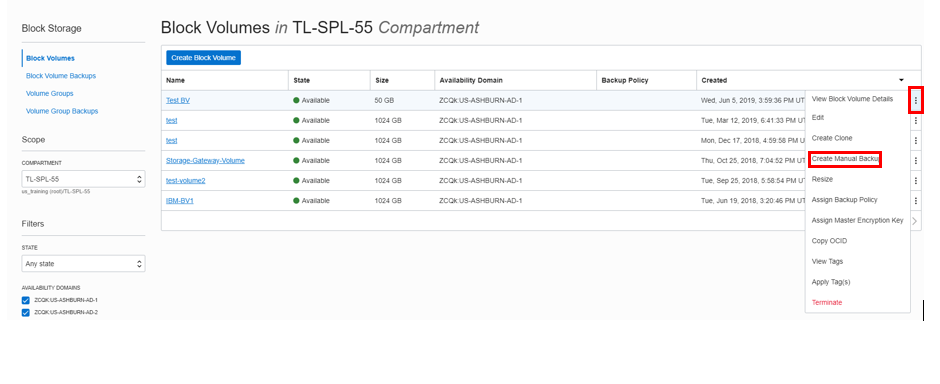 Block Storage
Block Volumes in TL-SPL-55 Compartment
Block Volumes
Block Volume Backups
Volume Groups
Volume Group Backups
Scope
COMPARTMENT
TL-SPL-55
us_training (root)/TL-SPL-55
Filters
STATE
Any state
AVAILABILITY DOMAINS
ZCQK:US-ASHBURN-AD-1
ZCQK:US-ASHBURN-AD-2
Create Block Volume
Name State Size Availability Domain Backup Policy Created
Test BV Available 50 GB ZCQk:US-ASHBURN-AD-1 Wed, Jun 5, 2019, 3:59:36 PM UT
test Available 1024 GB ZCQk:US-ASHBURN-AD-1 Tue, Mar 12, 2019, 6:41:33 PM UT
test Available 1024 GB ZCQk:US-ASHBURN-AD-1 Mon, Dec 17, 2018, 4:59:58 PM UT
Storage-Gateway-Volume Available 1024 GB ZCQk:US-ASHBURN-AD-1 Thu, Oct 25, 2018, 7:04:52 PM UT
test-volume2 Available 1024 GB ZCQk:US-ASHBURN-AD-1 Tue, Sep 25, 2018, 5:58:54 PM UT
IBM-BV1 Available 1024 GB ZCQk:US-ASHBURN-AD-1 Tue, Jun 19, 2018, 3:20:46 PM UT
View Block Volume Details
Edit
Create Clone
Create Manual Backup
Resize
Assign Backup Policy
Assign Master Encryption Key
Copy OCID
View Tags
Apply Tag(s)
Terminate